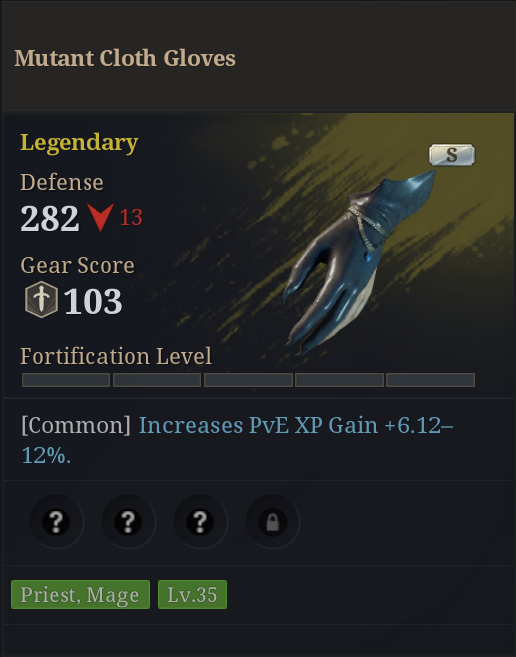 Mutant Cloth Gloves
Legendary
S
Defense
282 13
Gear Score
103
Fortification Level
[Common] Increases PvE XP Gain +6.12–
12%.
? ? ?
Priest, Mage Lv.35